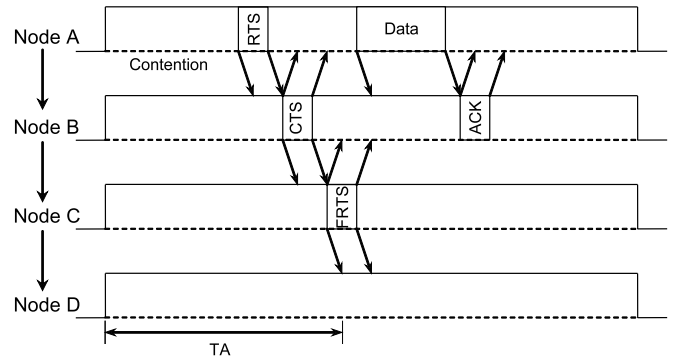 Node A
RTS
Data
Contention
Node B
CTS
ACK
Node C
FRTS
Node D
TA